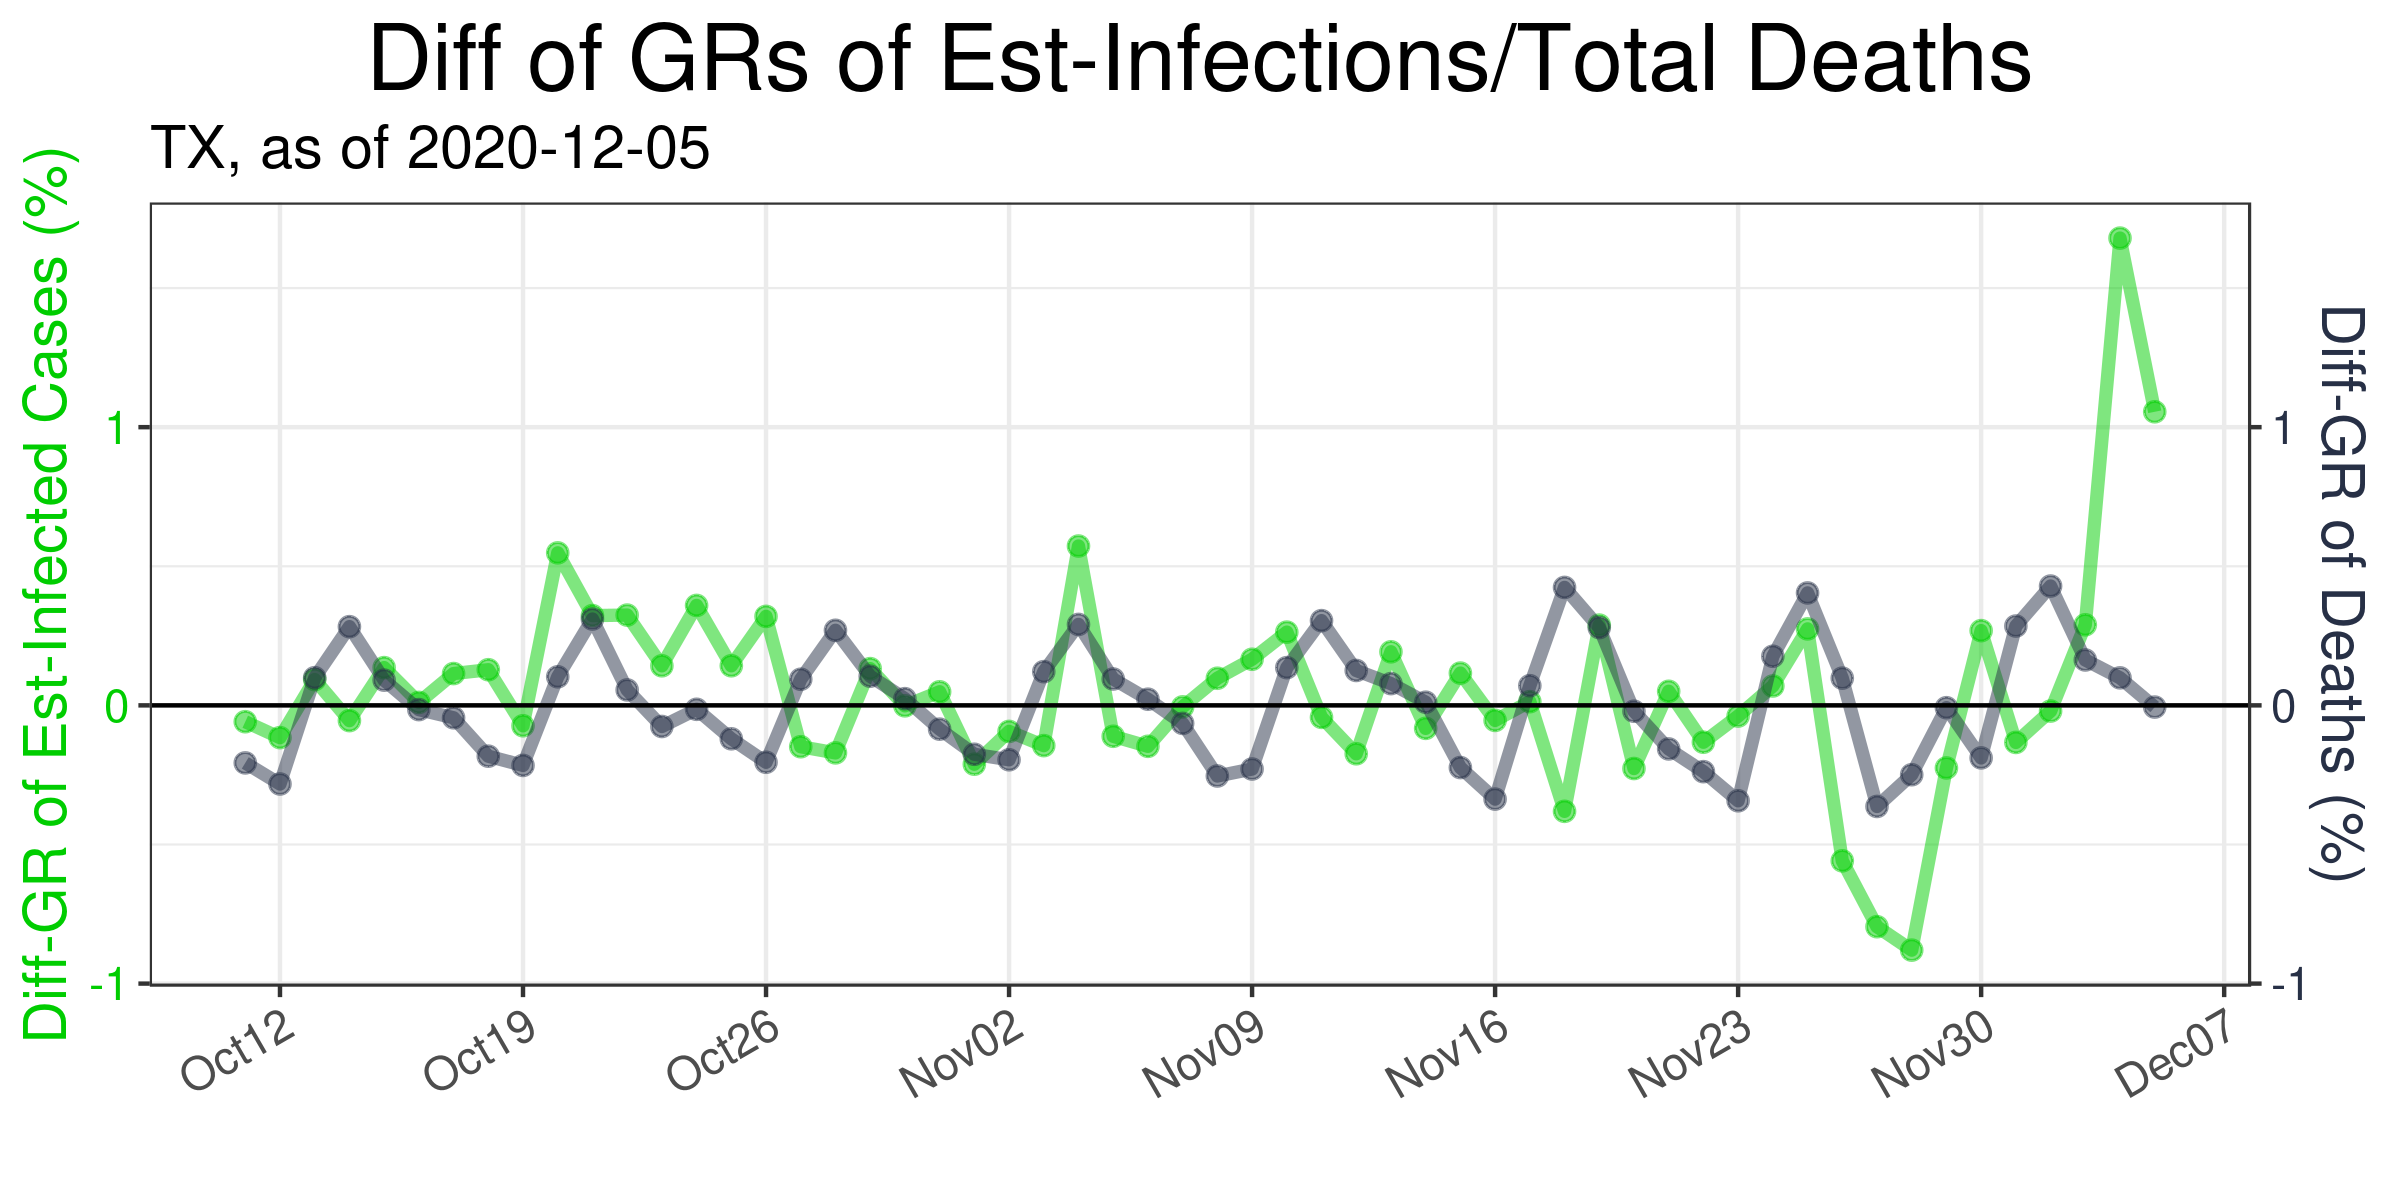 Diff of GRs of Est-Infections/Total Deaths
TX, as of 2020-12-05
Diff-GR of Est-Infected Cases (%)
1
0
-1
1
0
-1
Diff-GR of Deaths (%)
Oct12
Oct19
Oct26
Nov02
Nov09
Nov16
Nov23
Nov30
Dec07